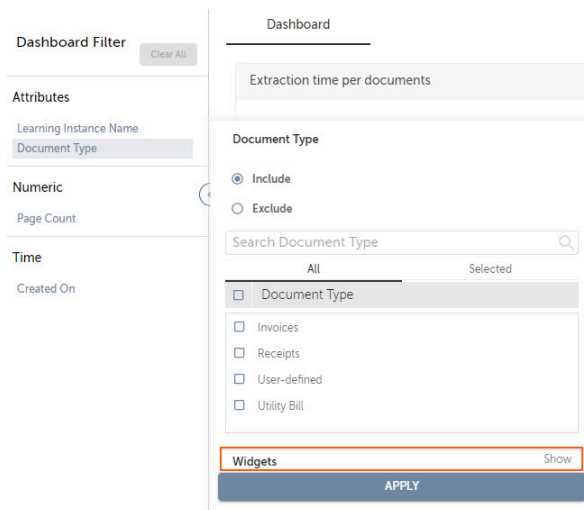 Dashboard Filter
Clear All
Attributes
Learning Instance Name
Document Type
Numeric
Page Count
Time
Created On
Dashboard
Extraction time per documents
Document Type
Include
Exclude
Search Document Type
All Selected
Document Type
Invoices
Receipts
User-defined
Utility Bill
Widgets Show
APPLY